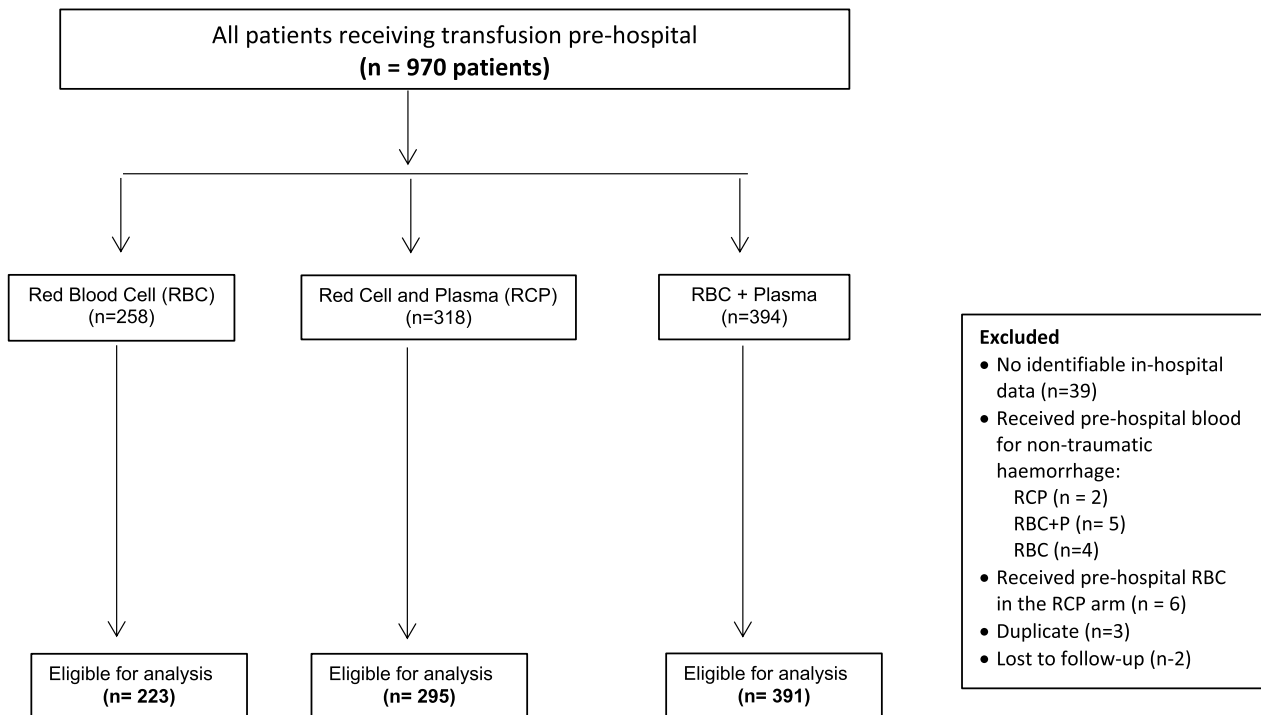 All patients receiving transfusion pre-hospital
(n = 970 patients)
Red Blood Cell (RBC)
(n=258)
Red Cell and Plasma (RCP)
(n=318)
RBC + Plasma
(n=394)
Excluded
• No identifiable in-hospital
data (n=39)
• Received pre-hospital blood
for non-traumatic
haemorrhage:
RCP (n = 2)
RBC+P (n= 5)
RBC (n=4)
• Received pre-hospital RBC
in the RCP arm (n = 6)
• Duplicate (n=3)
• Lost to follow-up (n-2)
Eligible for analysis
(n= 223)
Eligible for analysis
(n= 295)
Eligible for analysis
(n= 391)